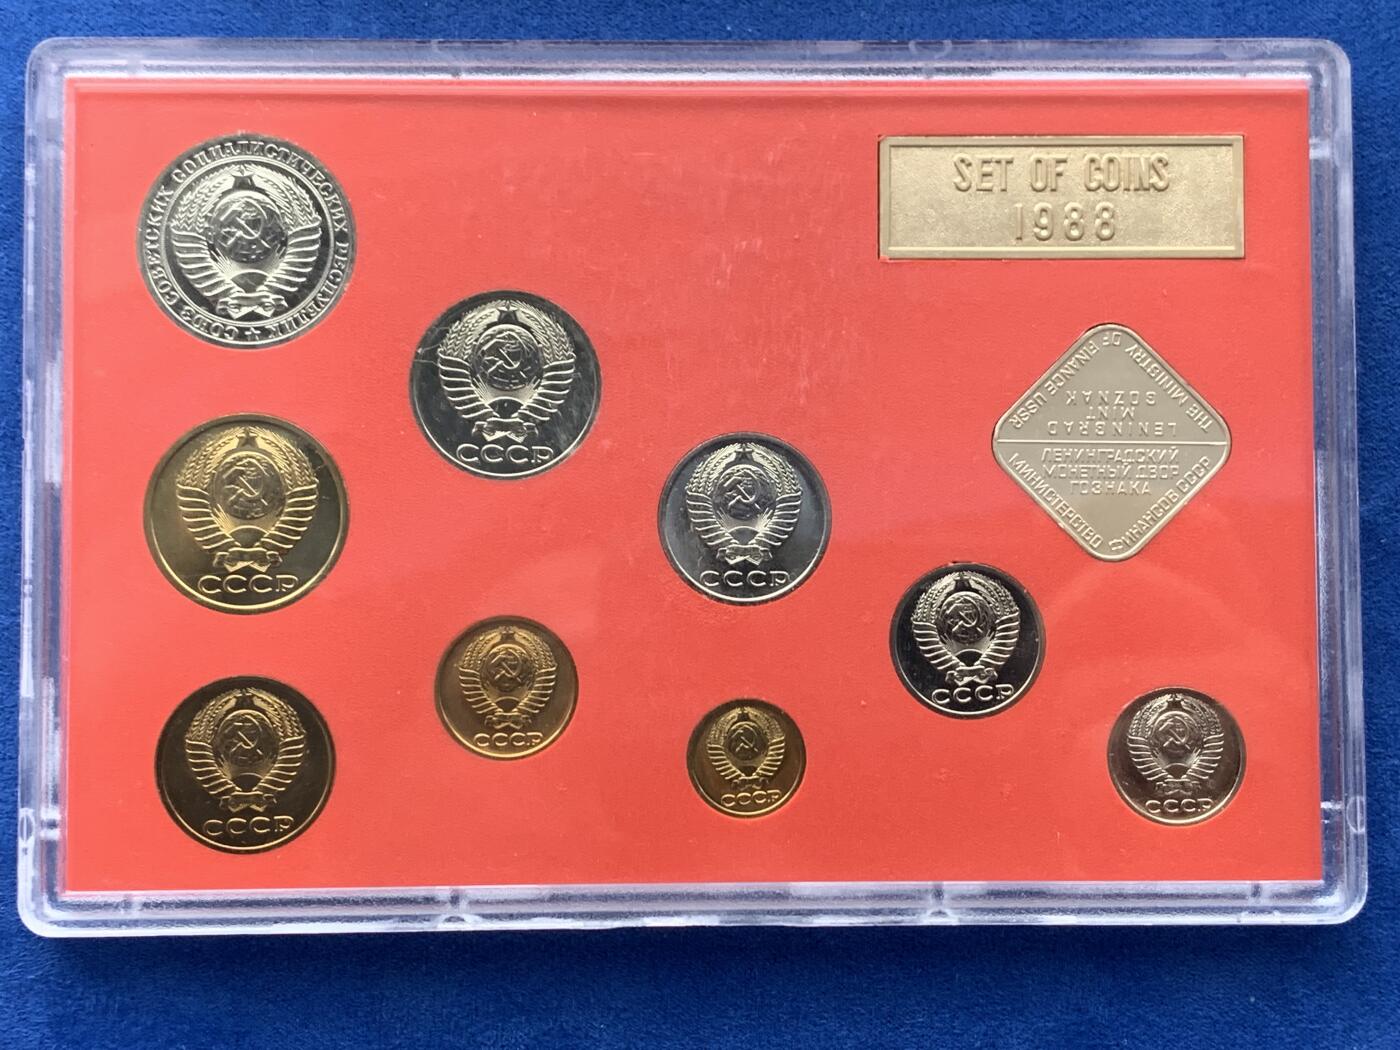 SET OF COINS
1988
СОЮЗ СОВЕТСКИХ СОЦИАЛИСТИЧЕСКИХ РЕСПУБЛИК
СССР
СССР
СССР
СССР
СССР
СССР
СССР
СССР
THE MINISTRY OF FINANCE USSR
LENINGRAD
MINT
GOZNAK
ЛЕНИНГРАДСКИЙ
МОНЕТНЫЙ ДВОР
ГОЗНАКА
МИНИСТЕРСТВО ФИНАНСОВ СССР